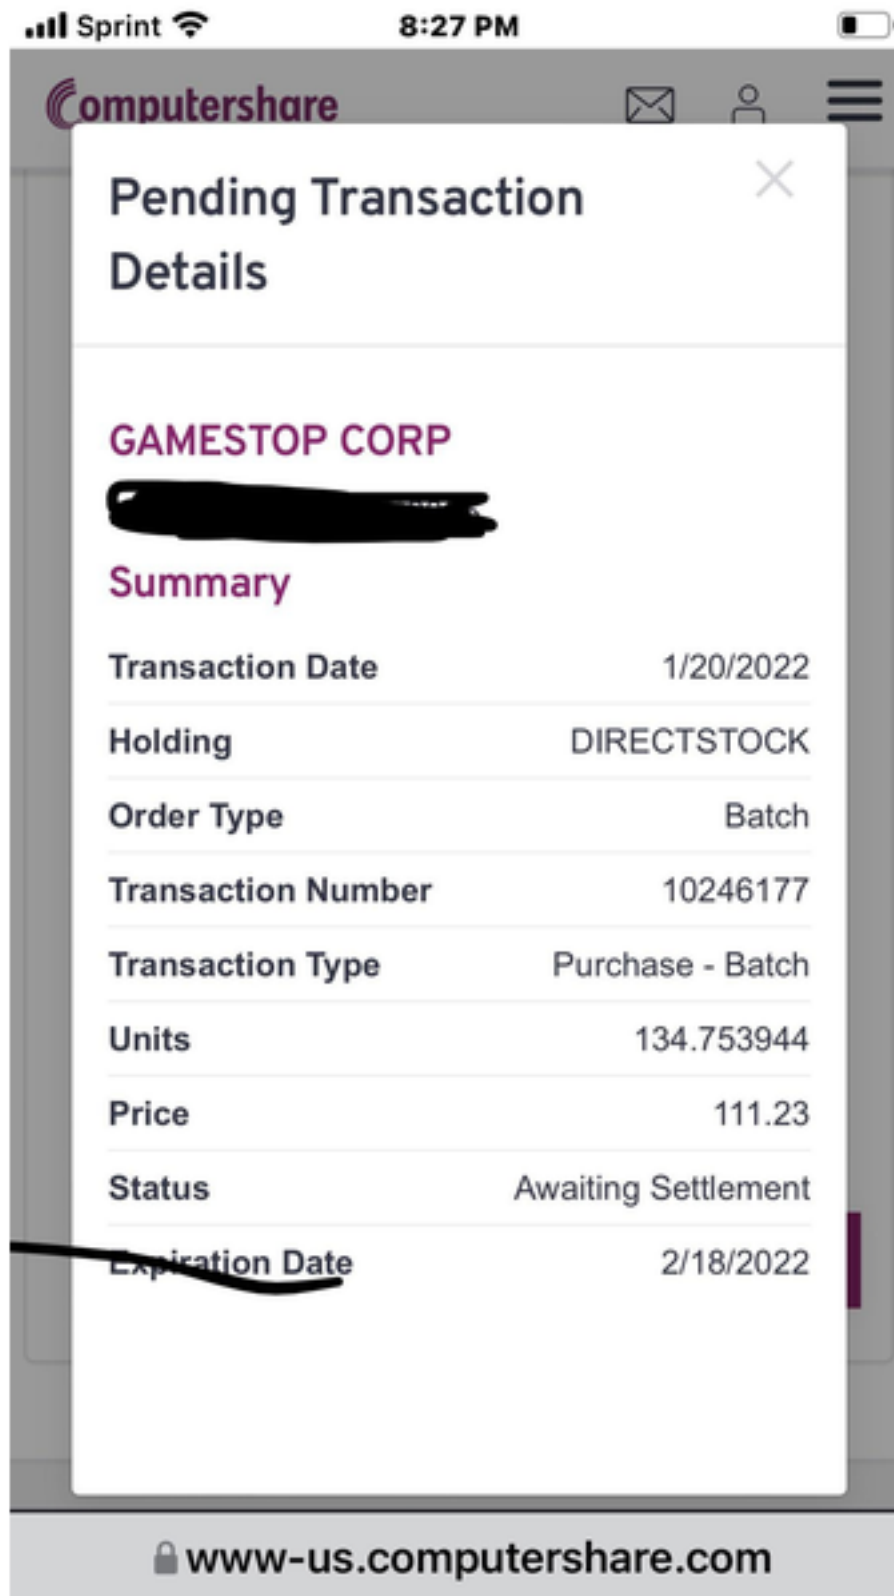 Sprint 8:27 PM
Computershare
Pending Transaction
Details
GAMESTOP CORP
Summary
Transaction Date 1/20/2022
Holding DIRECTSTOCK
Order Type Batch
Transaction Number 10246177
Transaction Type Purchase - Batch
Units 134.753944
Price 111.23
Status Awaiting Settlement
Expiration Date 2/18/2022
www-us.computershare.com